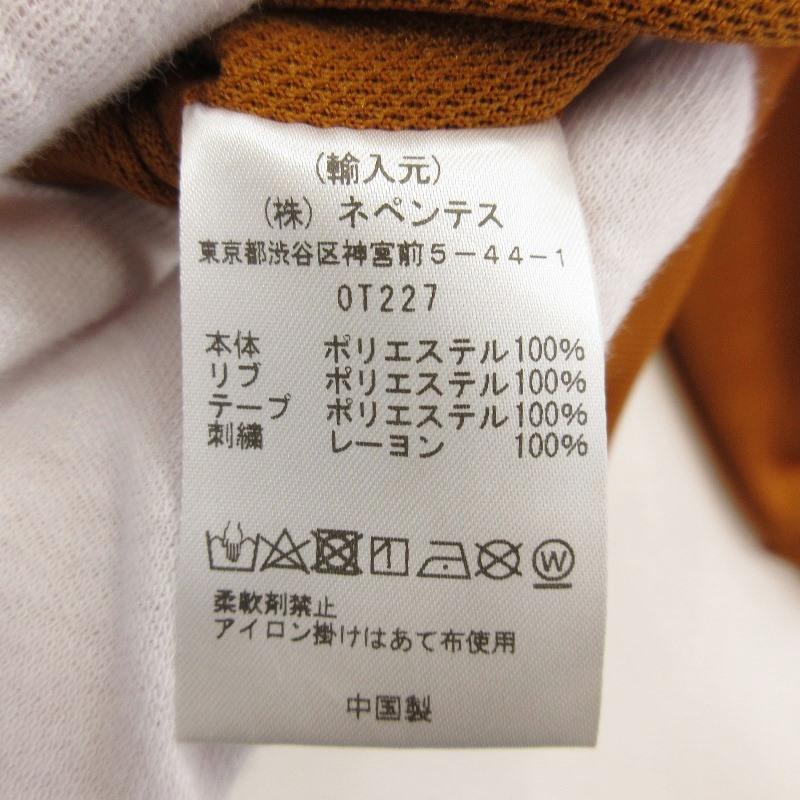 (輸入元)
(株) ネペンテス
東京都渋谷区神宮前5-44-1
OT227
本体 ポリエステル100%
リブ ポリエステル100%
テープ ポリエステル100%
刺繍 レーヨン 100%
W
柔軟剤禁止
アイロン掛けはあて布使用
中国製